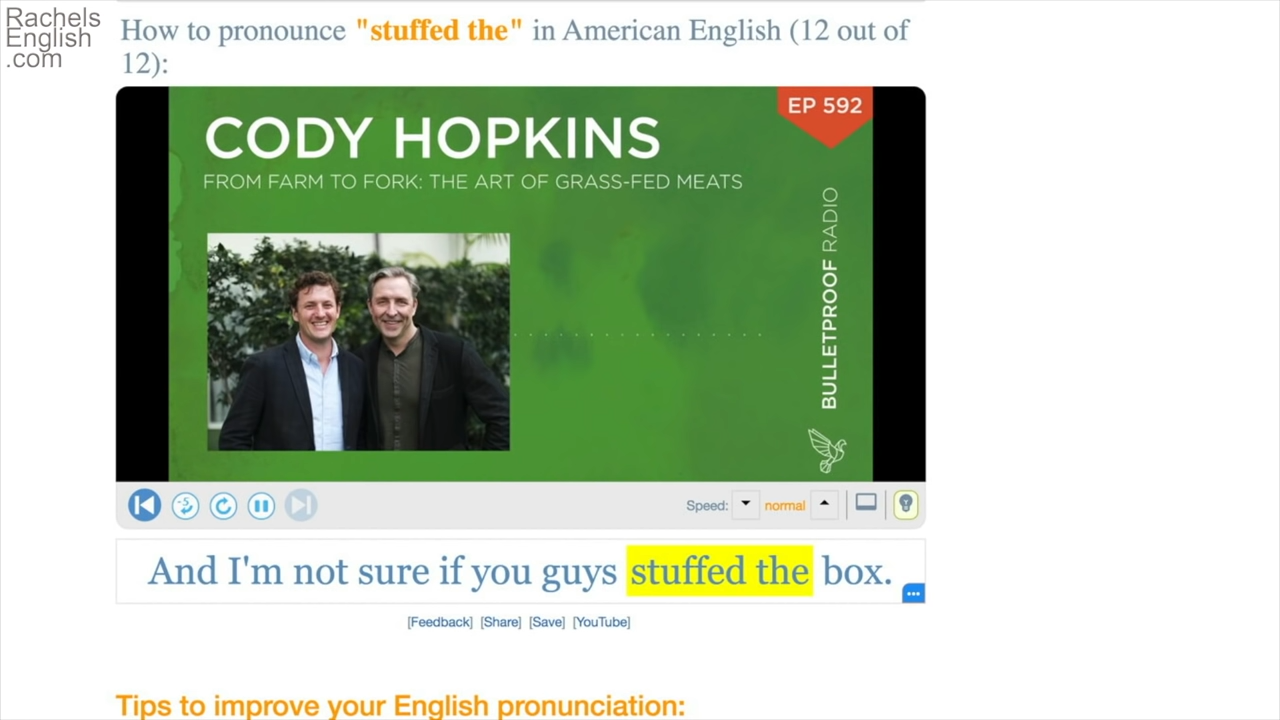 Rachels
English
.com
How to pronounce "stuffed the" in American English (12 out of
12):
EP 592
CODY HOPKINS
FROM FARM TO FORK: THE ART OF GRASS-FED MEATS
BULLETPROOF RADIO
-5
Speed: normal
And I'm not sure if you guys stuffed the box.
[Feedback] [Share] [Save] [YouTube]
Tips to improve your English pronunciation: